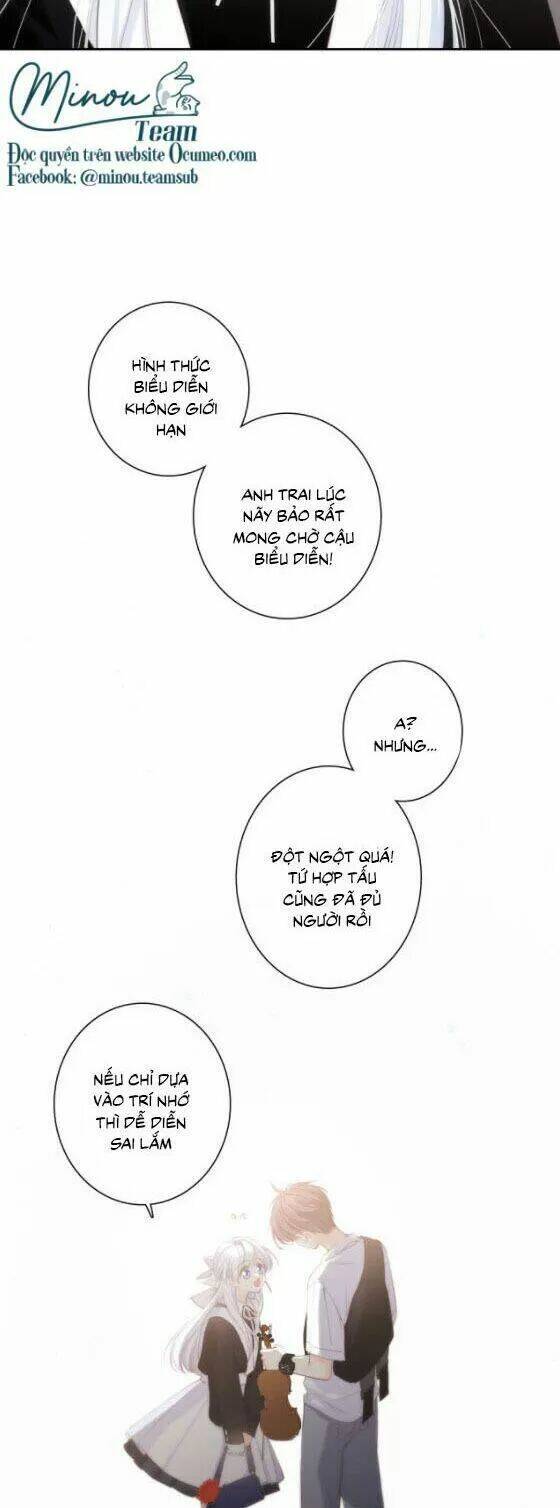 Minou
Team
Độc quyền trên website Ocumeo.com
Facebook: @minou.teamsub
HÌNH THỨC
BIỂU DIỄN
KHÔNG GIỚI
HẠN
ANH TRAI LÚC
NÃY BẢO RẤT
MONG CHỜ CẬU
BIỂU DIỄN!
A?
NHƯNG...
ĐỘT NGỘT QUÁ!
TỨ HỢP TẤU
CŨNG ĐÃ ĐỦ
NGƯỜI RỒI
NẾU CHỈ DỰA
VÀO TRÍ NHỚ
THÌ DỄ DIỄN
SAI LẮM